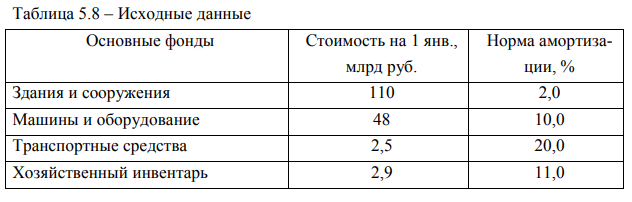 Таблица 5.8 – Исходные данные
Основные фонды Стоимость на 1 янв., Норма амортиза-
млрд руб. ции, %
Здания и сооружения 110 2,0
Машины и оборудование 48 10,0
Транспортные средства 2,5 20,0
Хозяйственный инвентарь 2,9 11,0